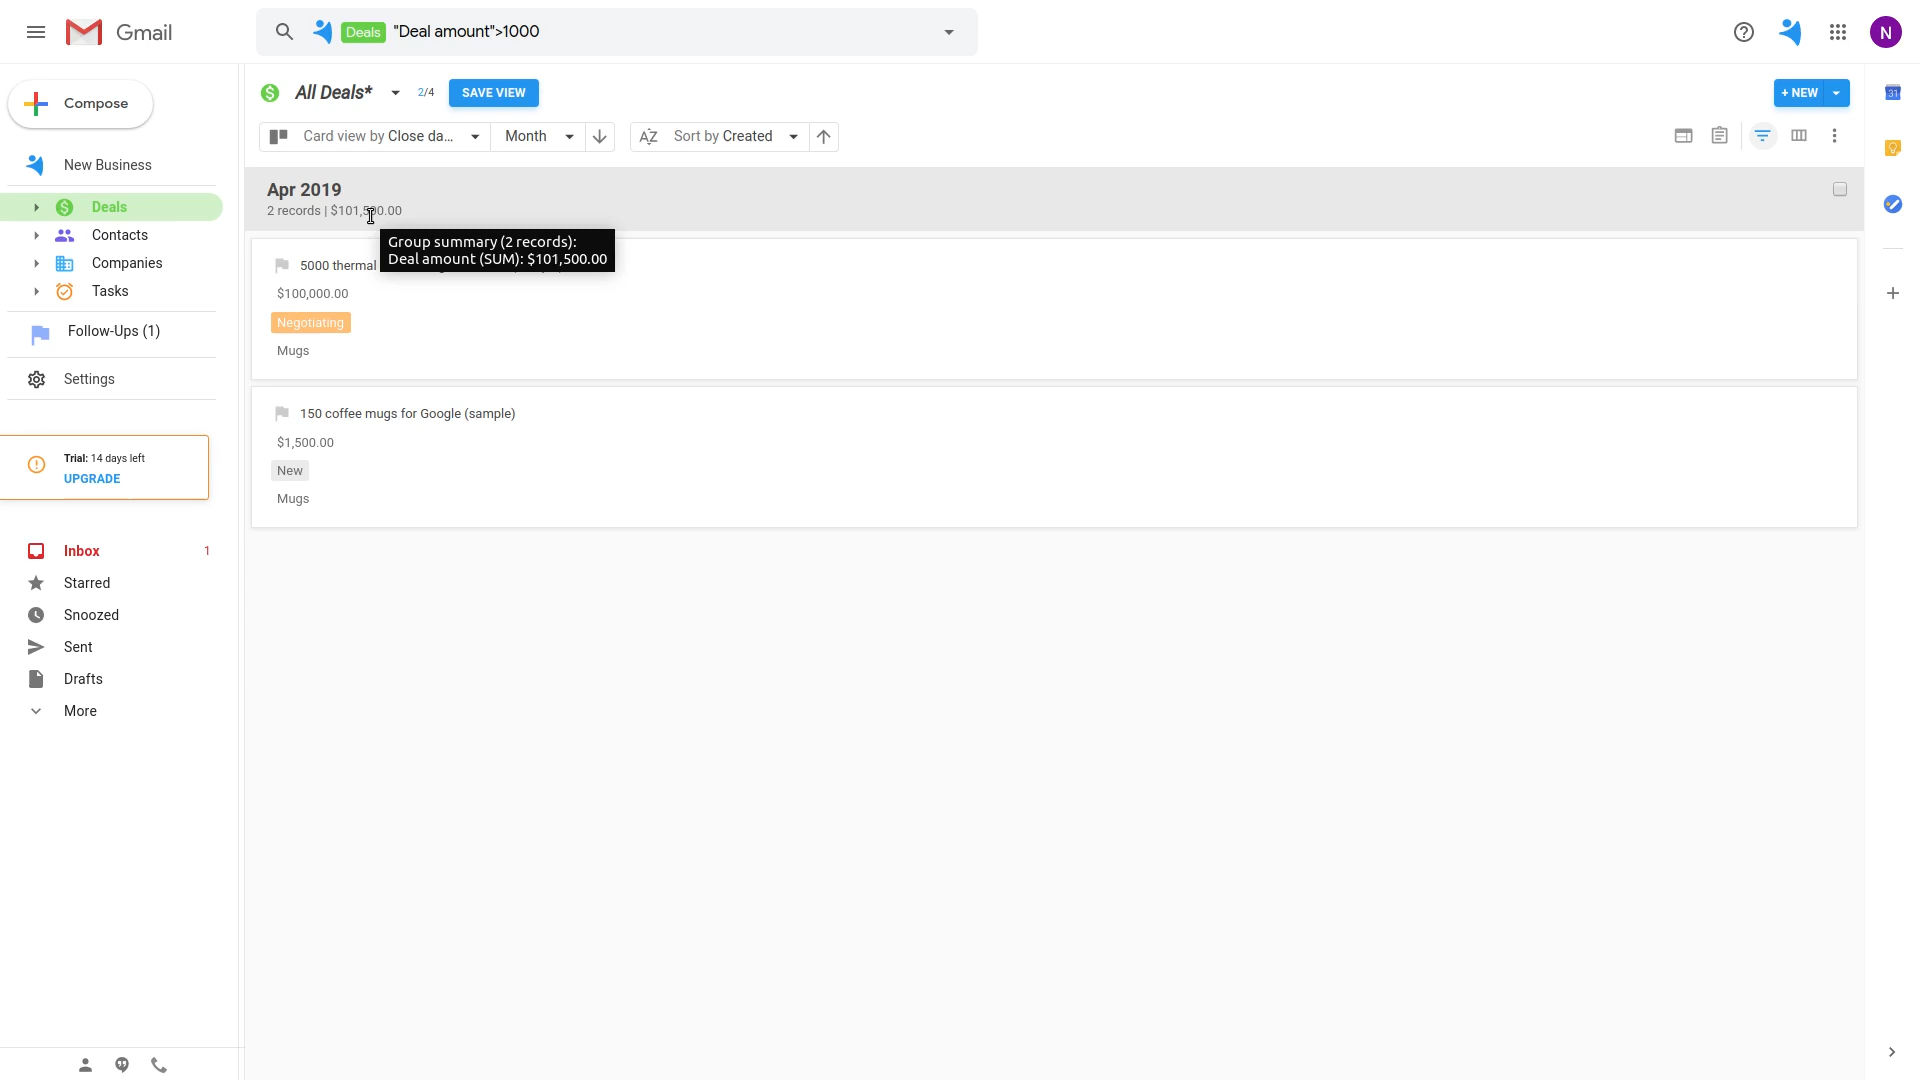 Gmail
Deals "Deal amount">1000
N
Compose
All Deals*
2/4
SAVE VIEW
+ NEW
31
Card view by Close da...
Month
AZ Sort by Created
New Business
Apr 2019
2 records | $101,500.00
Deals
Contacts
Companies
Tasks
Group summary (2 records):
Deal amount (SUM): $101,500.00
5000 thermal
$100,000.00
Negotiating
Mugs
Follow-Ups (1)
Settings
150 coffee mugs for Google (sample)
$1,500.00
New
Mugs
Trial: 14 days left
UPGRADE
Inbox 1
Starred
Snoozed
Sent
Drafts
More